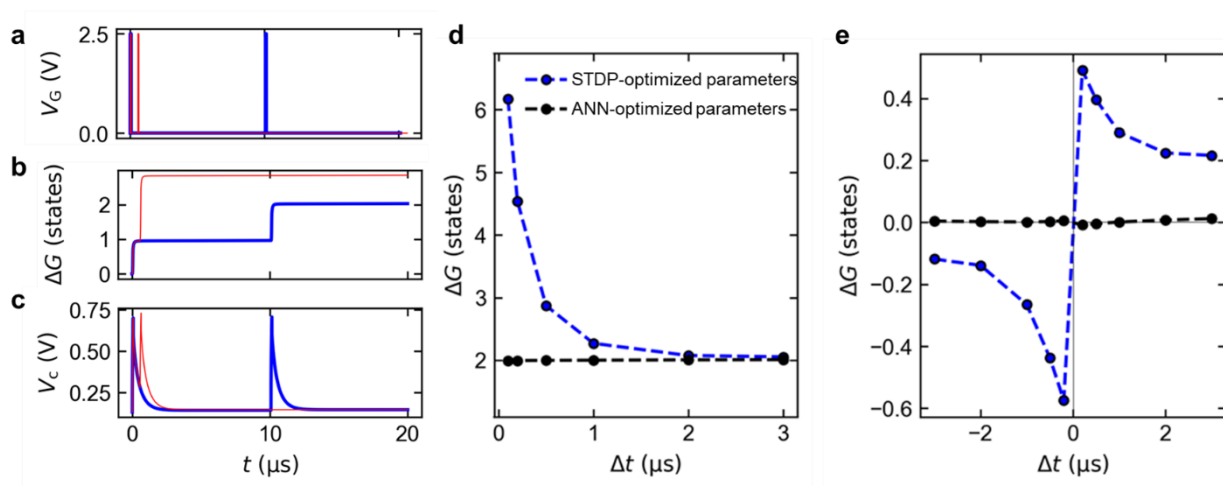 a
V_G (V)
2.5
0.0
b
ΔG (states)
2
1
0
c
V_c (V)
0.75
0.50
0.25
0
10
20
t (μs)
d
ΔG (states)
6
5
4
3
2
STDP-optimized parameters
ANN-optimized parameters
0
1
2
3
Δt (μs)
e
ΔG (states)
0.4
0.2
0.0
−0.2
−0.4
−0.6
−2
0
2
Δt (μs)